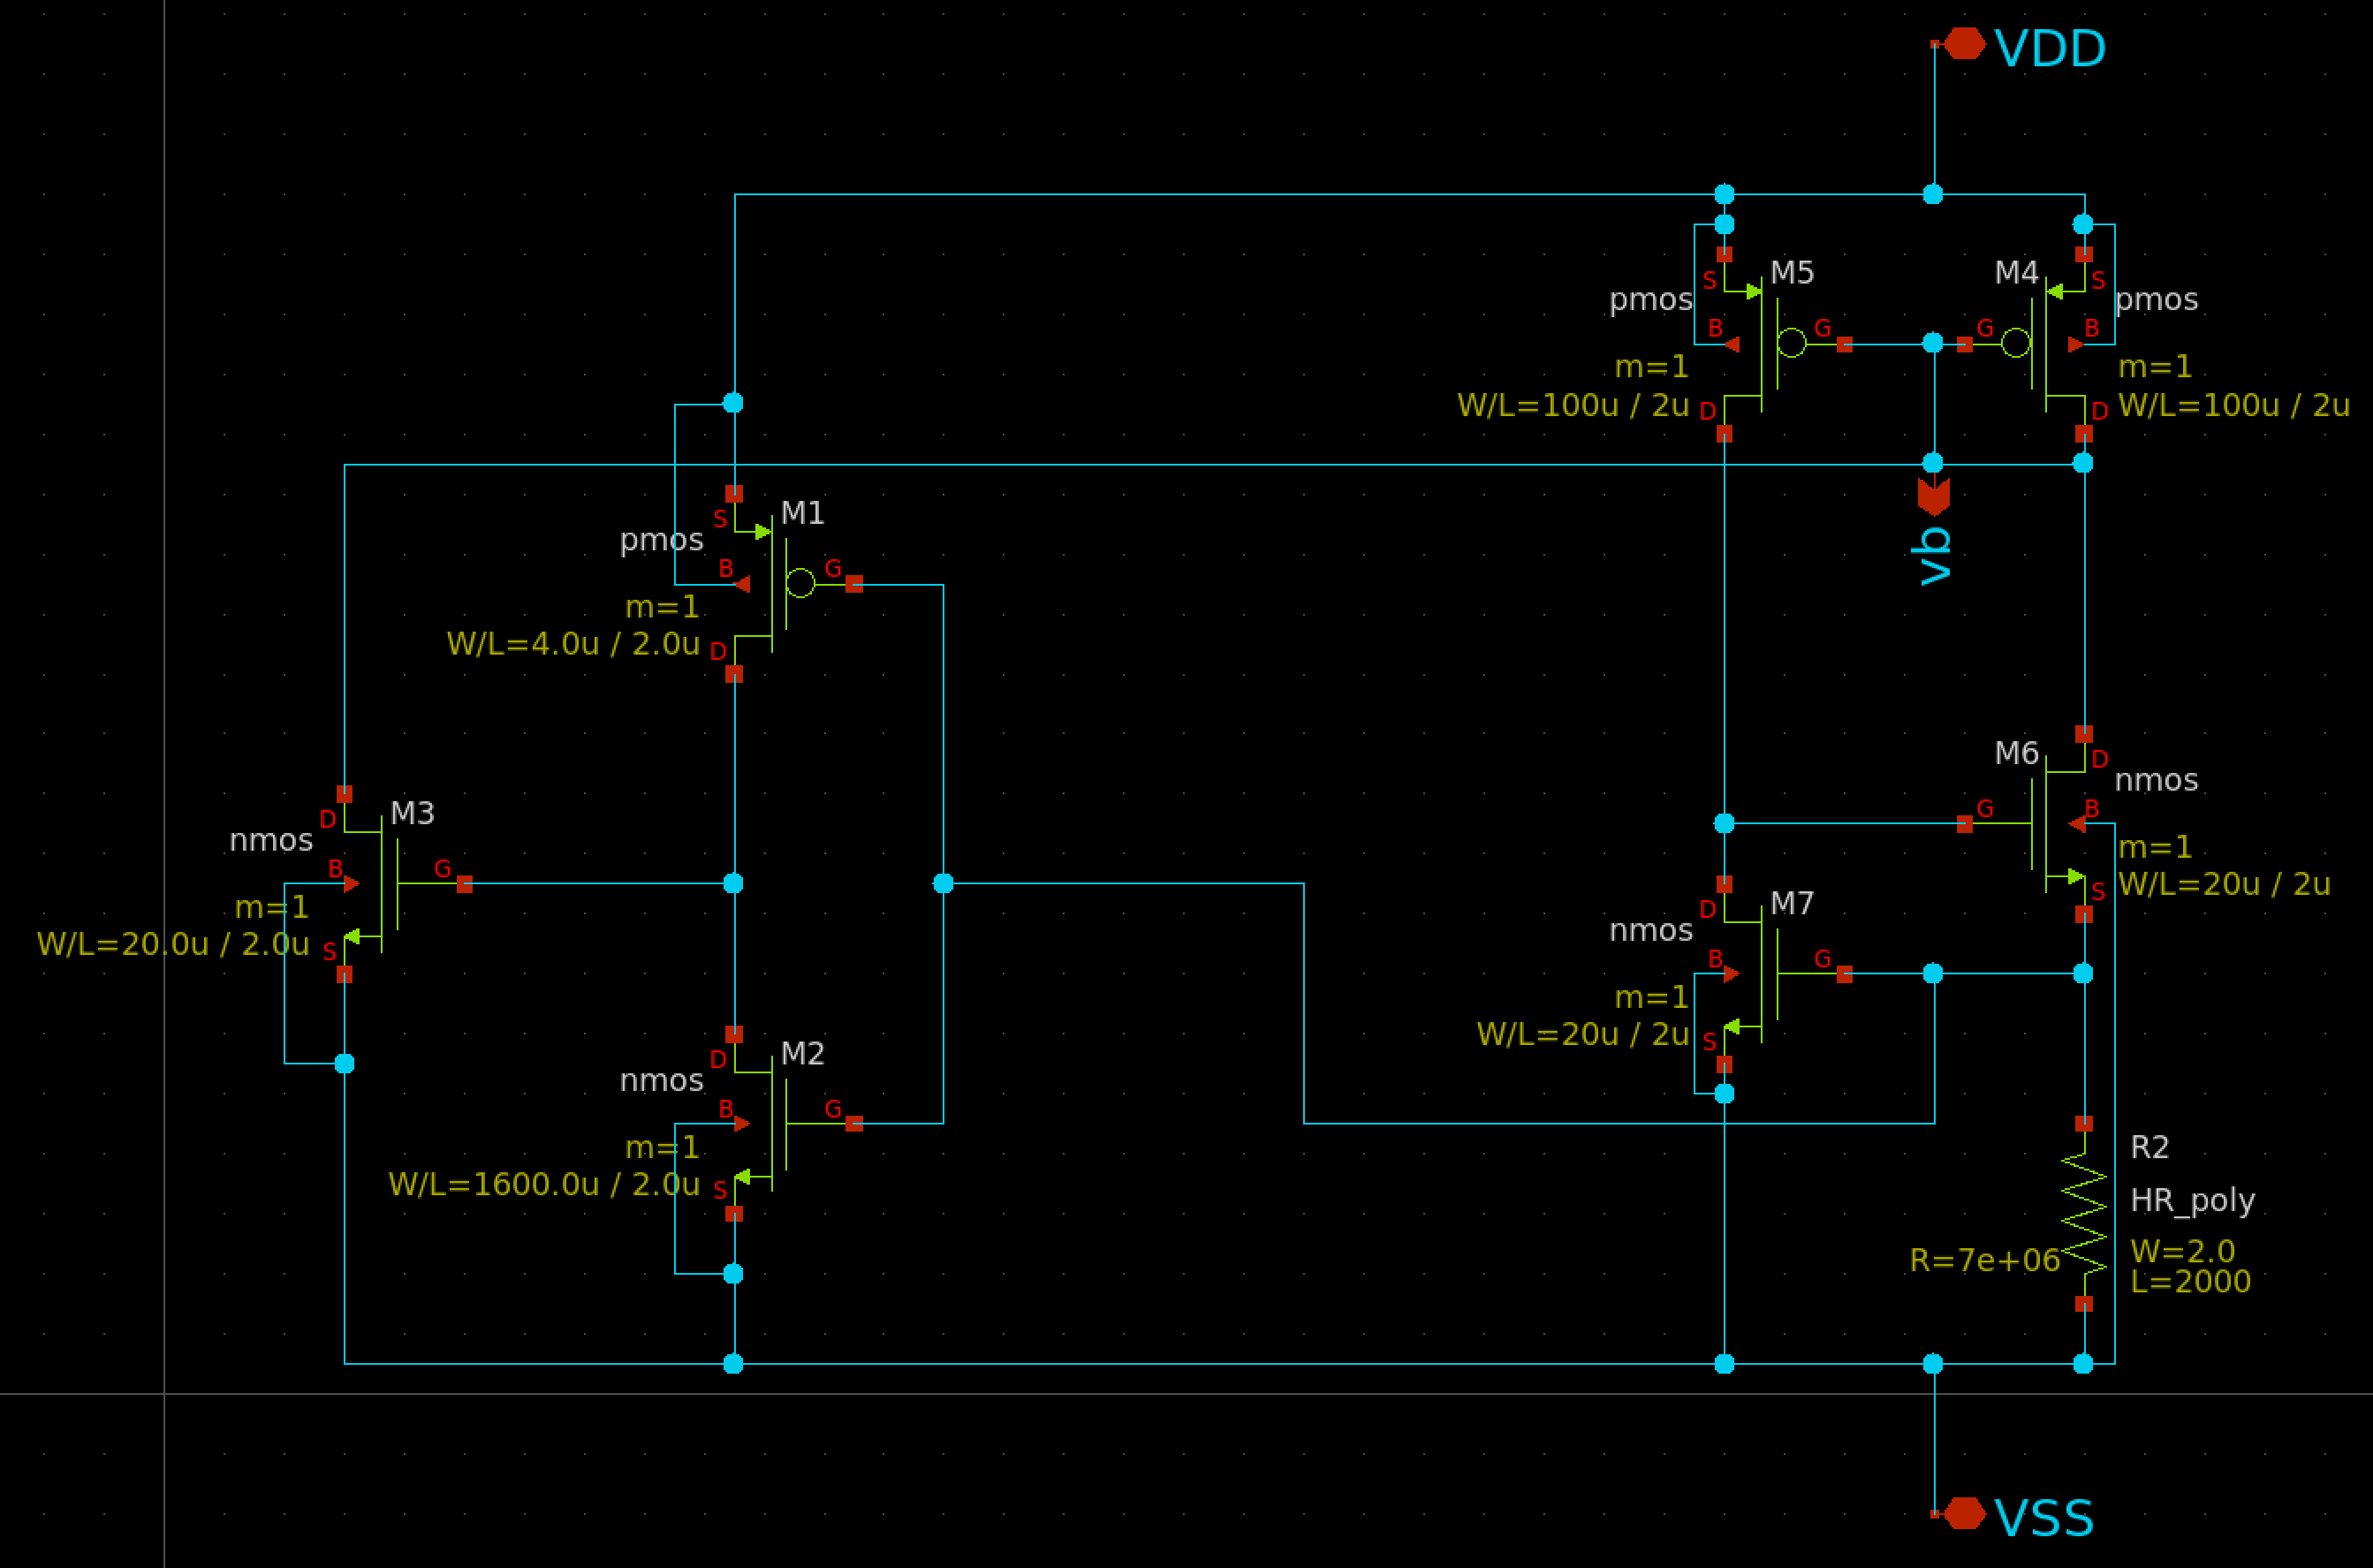 VDD
S
M5
M4
S
pmos
pmos
B
G
G
B
m=1
m=1
W/L=100u / 2u
D
D
W/L=100u / 2u
S
M1
pmos
vb
B
G
m=1
W/L=4.0u / 2.0u
D
M6
D
nmos
M3
D
nmos
G
B
m=1
B
G
W/L=20u / 2u
S
m=1
M7
D
nmos
W/L=20.0u / 2.0u
S
B
G
m=1
W/L=20u / 2u
S
M2
D
nmos
B
G
m=1
W/L=1600.0u / 2.0u
S
R2
HR_poly
R=7e+06
W=2.0
L=2000
VSS